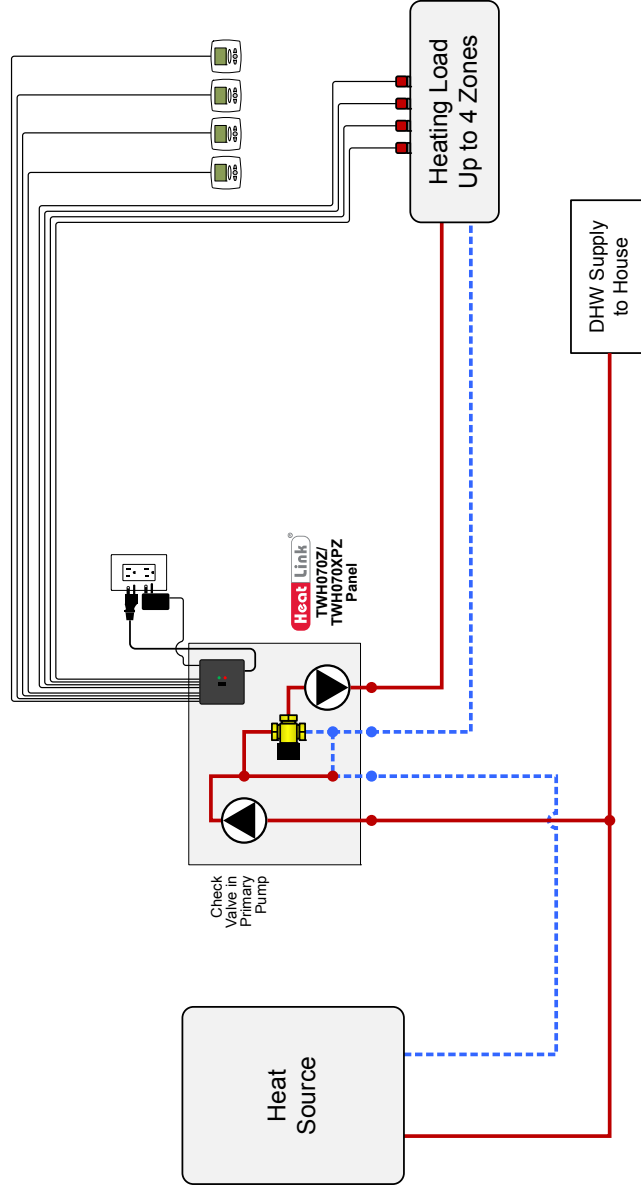 Heating Load
Up to 4 Zones
DHW Supply
to House
Heat Link®
TWH070Z/
TWH070XPZ
Panel
Check
Valve in
Primary
Pump
Heat
Source